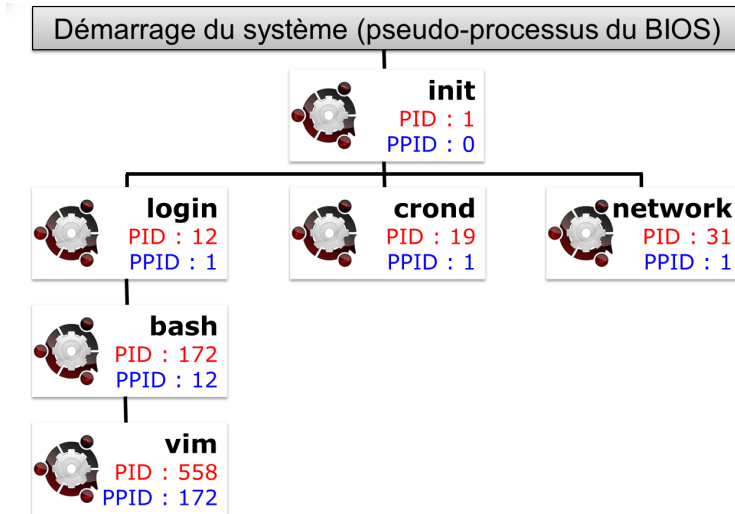 Démarrage du système (pseudo-processus du BIOS)
init
PID : 1
PPID : 0
login
PID : 12
PPID : 1
crond
PID : 19
PPID : 1
network
PID : 31
PPID : 1
bash
PID : 172
PPID : 12
vim
PID : 558
PPID : 172